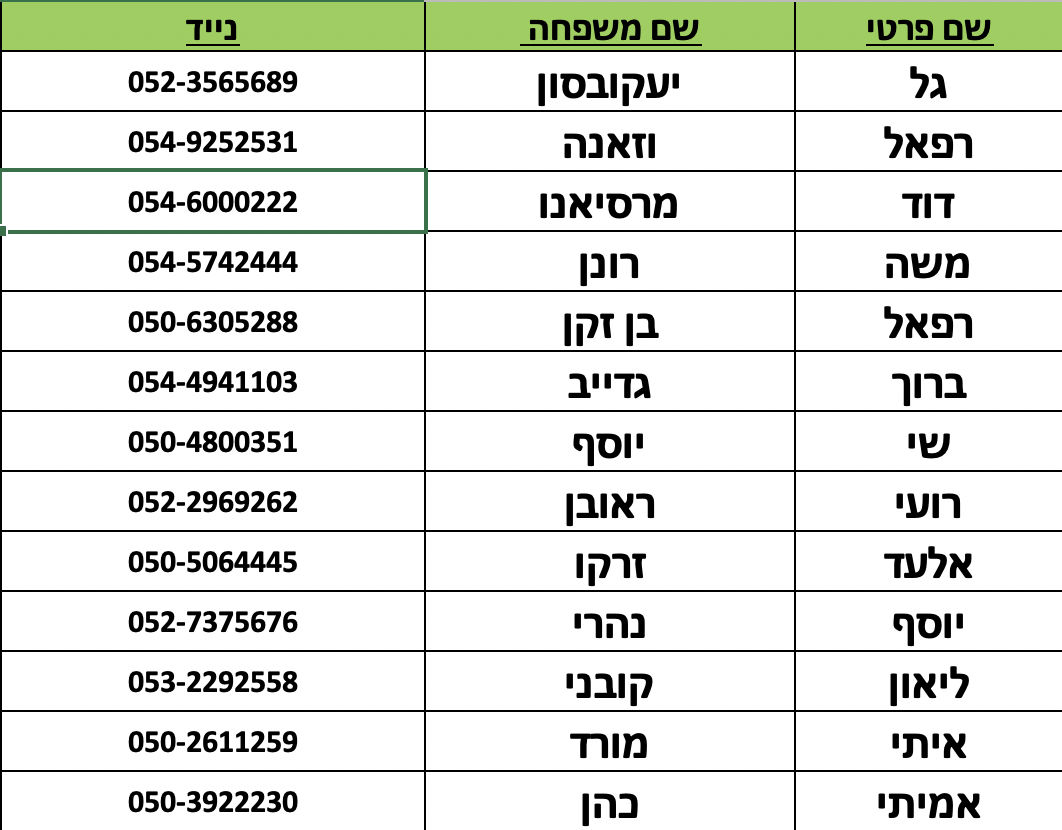 שם פרטי שם משפחה נייד
גל יעקובסון 052-3565689
רפאל וזאנה 054-9252531
דוד מרסיאנו 054-6000222
משה רונן 054-5742444
רפאל בן זקן 050-6305288
ברוך גדייב 054-4941103
שי יוסף 050-4800351
רועי ראובן 052-2969262
אלעד זרקו 050-5064445
יוסף נהרי 052-7375676
ליאון קובני 053-2292558
איתי מורד 050-2611259
אמיתי כהן 050-3922230